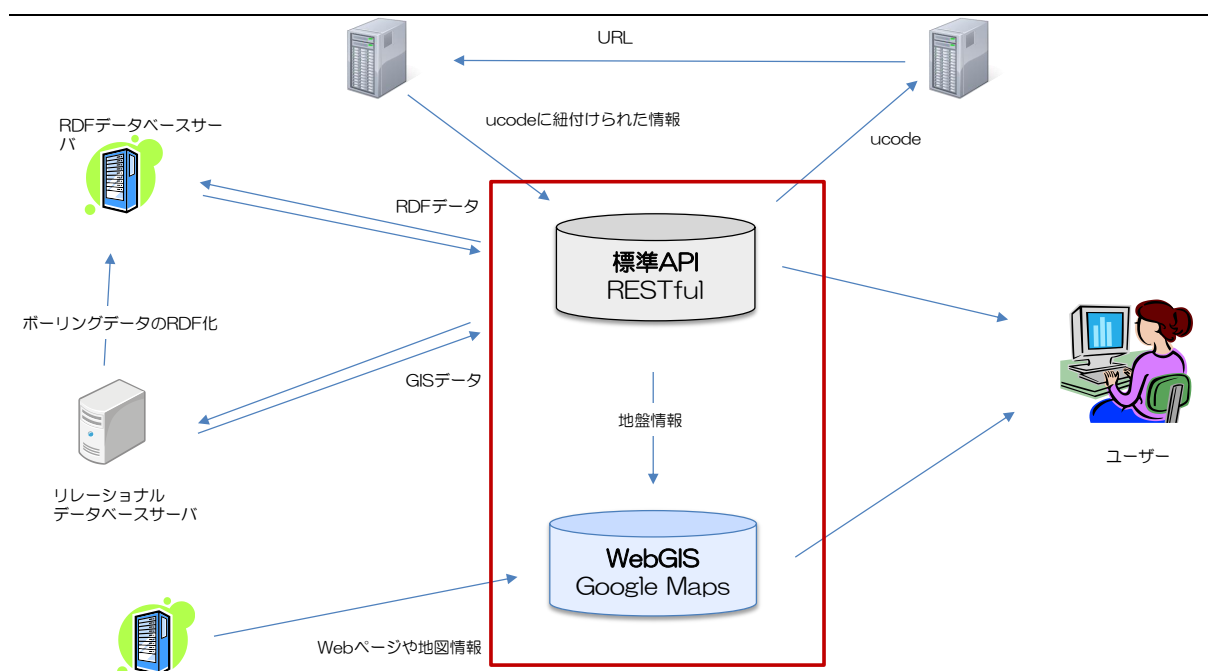 URL
ucodeに紐付けられた情報
ucode
RDFデータベースサー
バ
RDFデータ
標準API
RESTful
ボーリングデータのRDF化
GISデータ
地盤情報
ユーザー
リレーショナル
データベースサーバ
WebGIS
Google Maps
Webページや地図情報